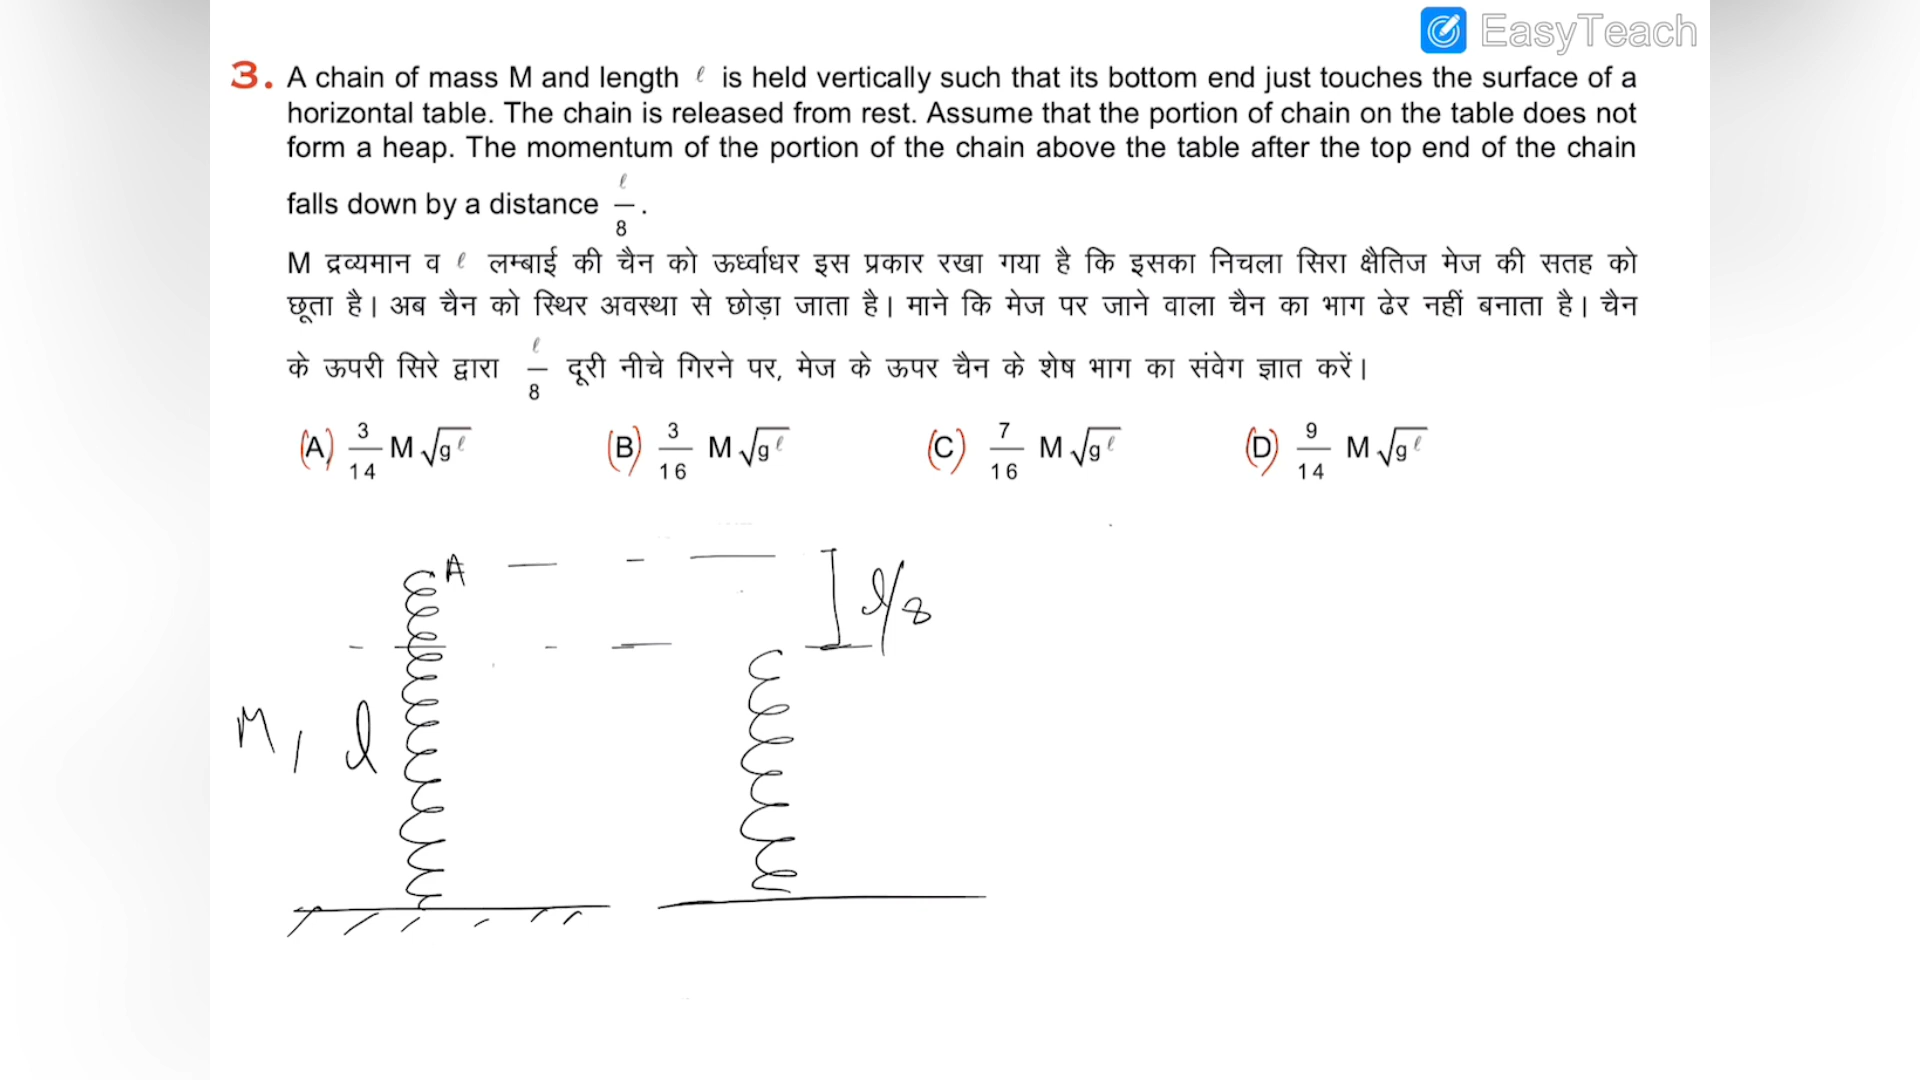 EasyTeach
3. A chain of mass M and length ℓ is held vertically such that its bottom end just touches the surface of a
horizontal table. The chain is released from rest. Assume that the portion of chain on the table does not
form a heap. The momentum of the portion of the chain above the table after the top end of the chain
falls down by a distance ℓ/8.
M द्रव्यमान व ℓ लम्बाई की चैन को ऊर्ध्वाधर इस प्रकार रखा गया है कि इसका निचला सिरा क्षैतिज मेज की सतह को
छूता है। अब चैन को स्थिर अवस्था से छोड़ा जाता है। माने कि मेज पर जाने वाला चैन का भाग ढेर नहीं बनाता है। चैन
के ऊपरी सिरे द्वारा ℓ/8 दूरी नीचे गिरने पर, मेज के ऊपर चैन के शेष भाग का संवेग ज्ञात करें।
(A) 3/14 M√gℓ (B) 3/16 M√gℓ (C) 7/16 M√gℓ (D) 9/14 M√gℓ
A
l/8
M, l